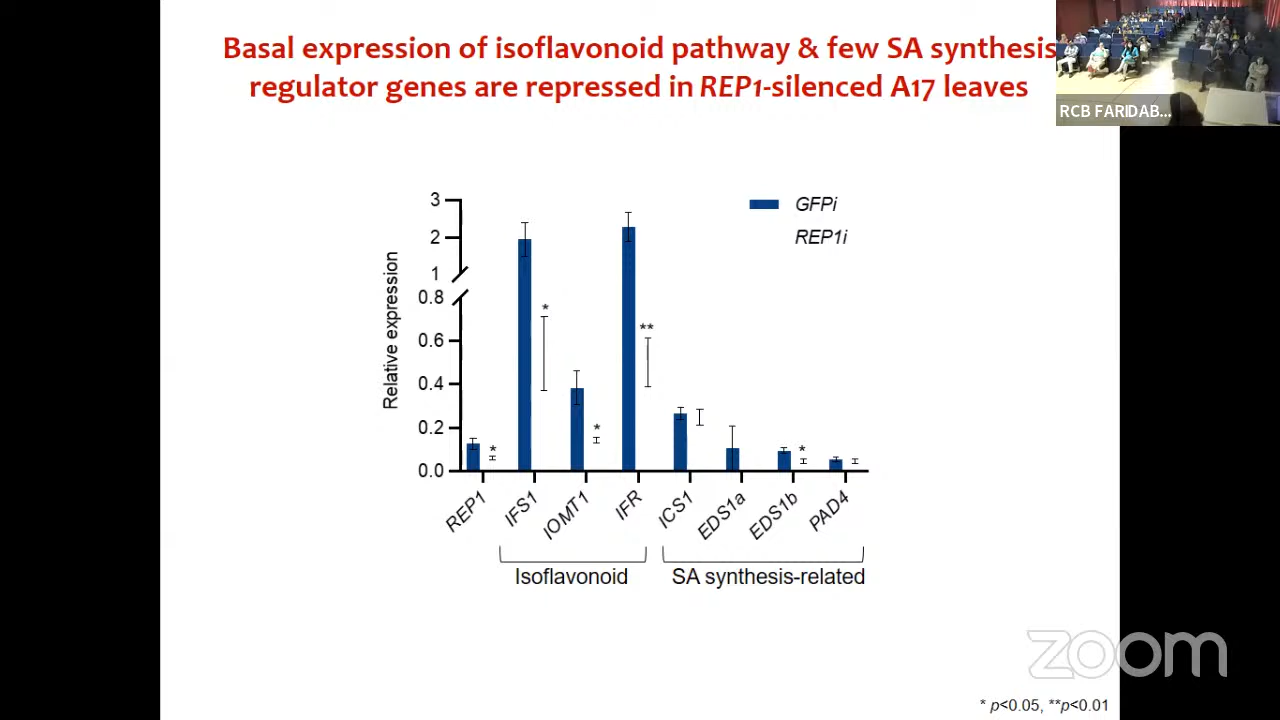 Basal expression of isoflavonoid pathway & few SA synthesis
regulator genes are repressed in REP1-silenced A17 leaves
RCB FARIDAB...
GFPi
REP1i
Relative expression
3
2
1
0.8
0.6
0.4
0.2
0.0
*
*
*
**
*
REP1
IFS1
IOMT1
IFR
ICS1
EDS1a
EDS1b
PAD4
Isoflavonoid
SA synthesis-related
zoom
* p<0.05, **p<0.01